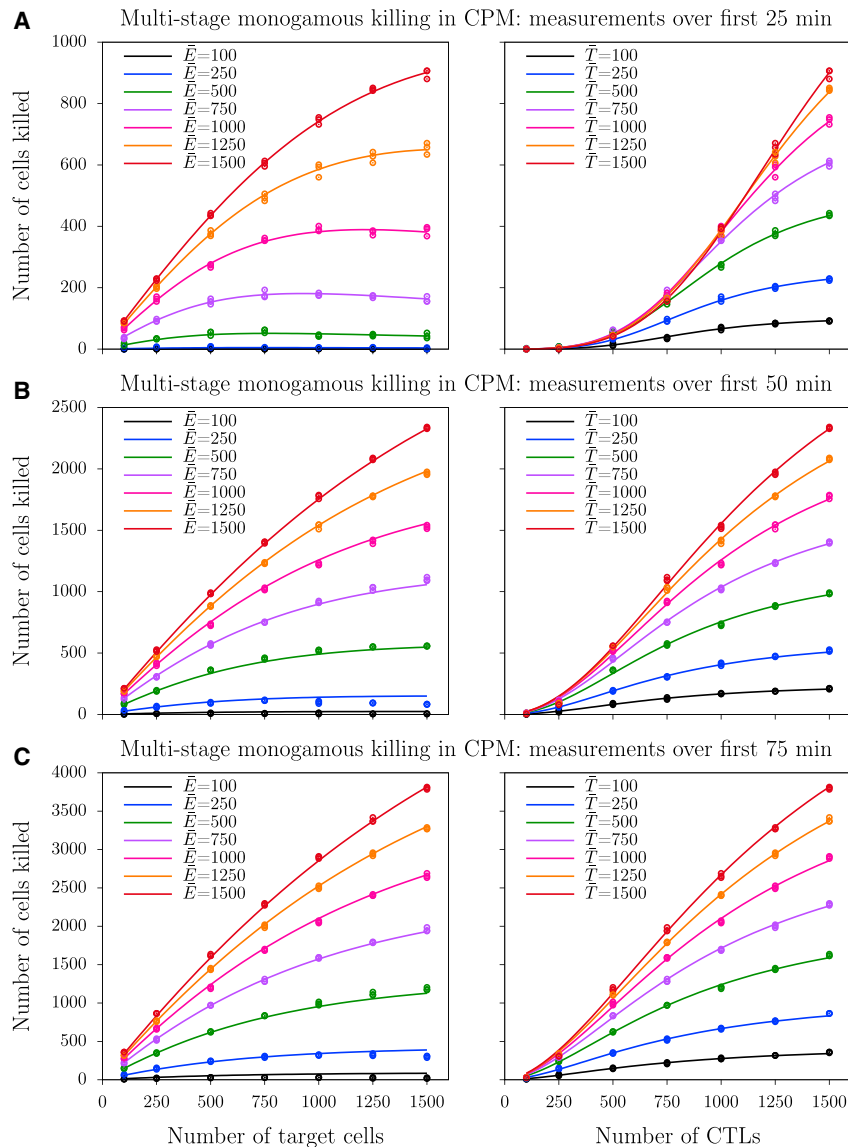 A
Multi-stage monogamous killing in CPM: measurements over first 25 min
Number of cells killed
1000
800
600
400
200
0
Ē=100
Ē=250
Ē=500
Ē=750
Ē=1000
Ē=1250
Ē=1500
T̄=100
T̄=250
T̄=500
T̄=750
T̄=1000
T̄=1250
T̄=1500
B
Multi-stage monogamous killing in CPM: measurements over first 50 min
Number of cells killed
2500
2000
1500
1000
500
0
Ē=100
Ē=250
Ē=500
Ē=750
Ē=1000
Ē=1250
Ē=1500
T̄=100
T̄=250
T̄=500
T̄=750
T̄=1000
T̄=1250
T̄=1500
C
Multi-stage monogamous killing in CPM: measurements over first 75 min
Number of cells killed
4000
3500
3000
2500
2000
1500
1000
500
0
Ē=100
Ē=250
Ē=500
Ē=750
Ē=1000
Ē=1250
Ē=1500
T̄=100
T̄=250
T̄=500
T̄=750
T̄=1000
T̄=1250
T̄=1500
0 250 500 750 1000 1250 1500
0 250 500 750 1000 1250 1500
Number of target cells
Number of CTLs